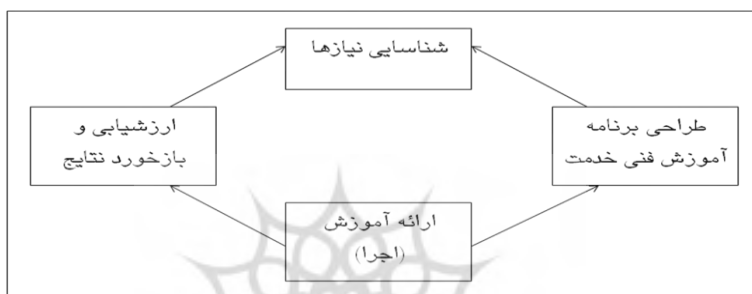 شناسایی نیازها
طراحی برنامه
آموزش فنی خدمت
ارزشیابی و
بازخورد نتایج
ارائه آموزش
(اجرا)